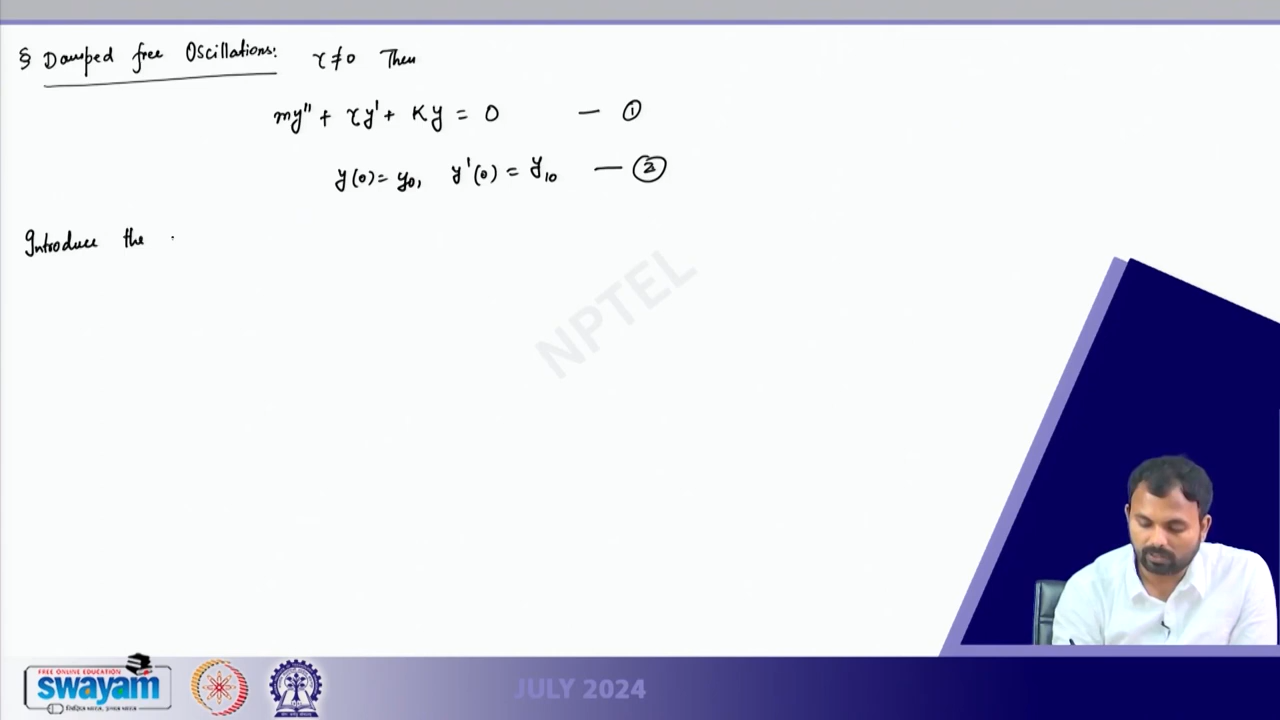 § Damped free Oscillations: τ≠0 Then
my'' + τy' + Ky = 0 — ①
y(0) = y₀, y'(0) = y₁₀ — ②
Introduce the
NPTEL
FREE ONLINE EDUCATION
swayam
JULY 2024